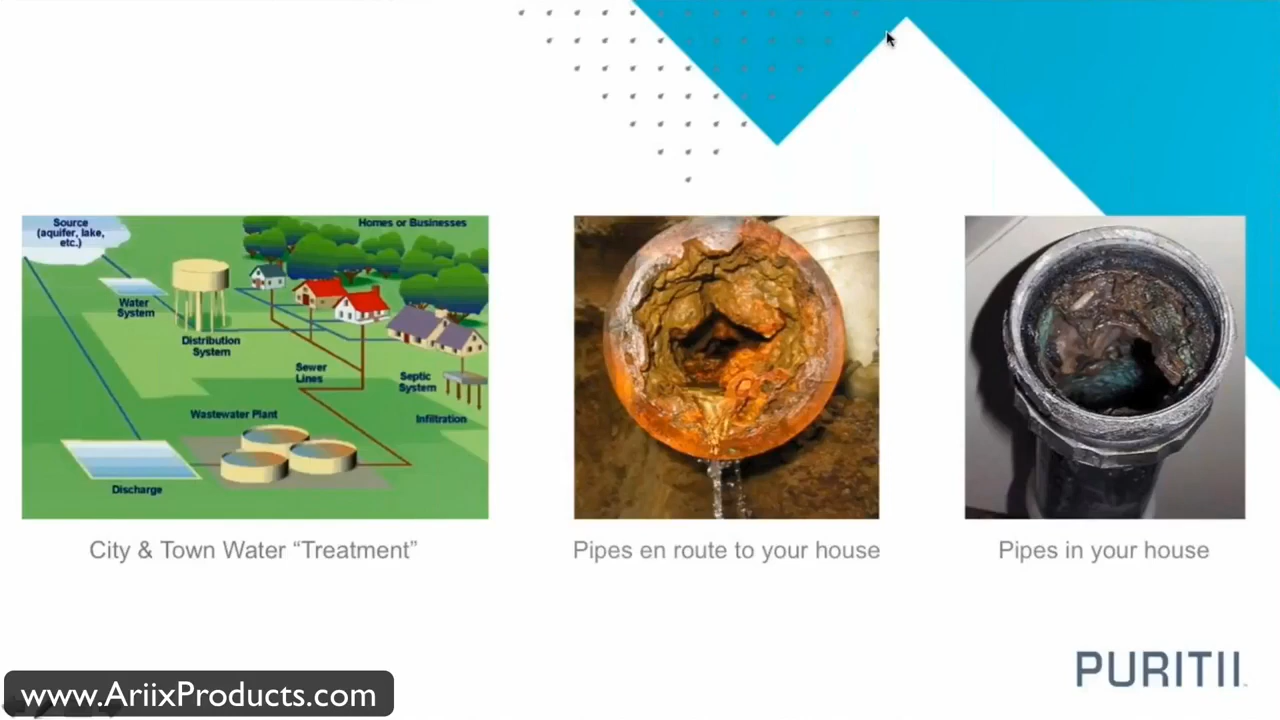 Source
(aquifer, lake,
etc.)
Homes or Businesses
Water
System
Distribution
System
Sewer
Lines
Septic
System
Wastewater Plant
Infiltration
Discharge
City & Town Water “Treatment”
Pipes en route to your house
Pipes in your house
PURITII
www.AriixProducts.com